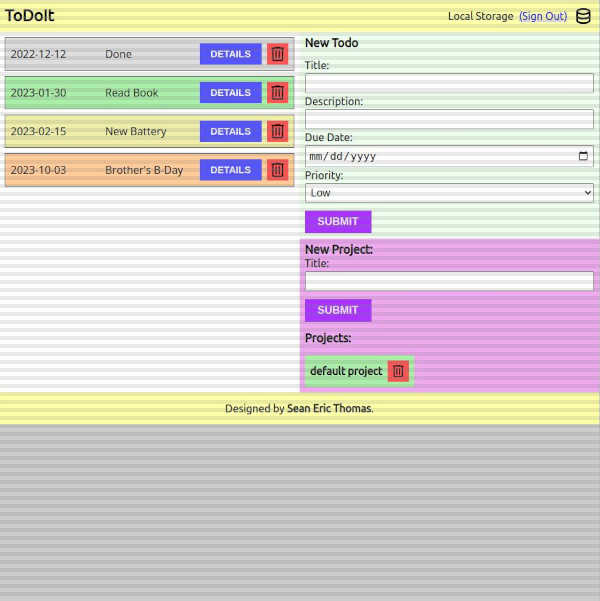 ToDoIt
Local Storage (Sign Out)
2022-12-12 Done DETAILS
2023-01-30 Read Book DETAILS
2023-02-15 New Battery DETAILS
2023-10-03 Brother's B-Day DETAILS
New Todo
Title:
Description:
Due Date:
mm/dd/yyyy
Priority:
Low
SUBMIT
New Project:
Title:
SUBMIT
Projects:
default project
Designed by Sean Eric Thomas.